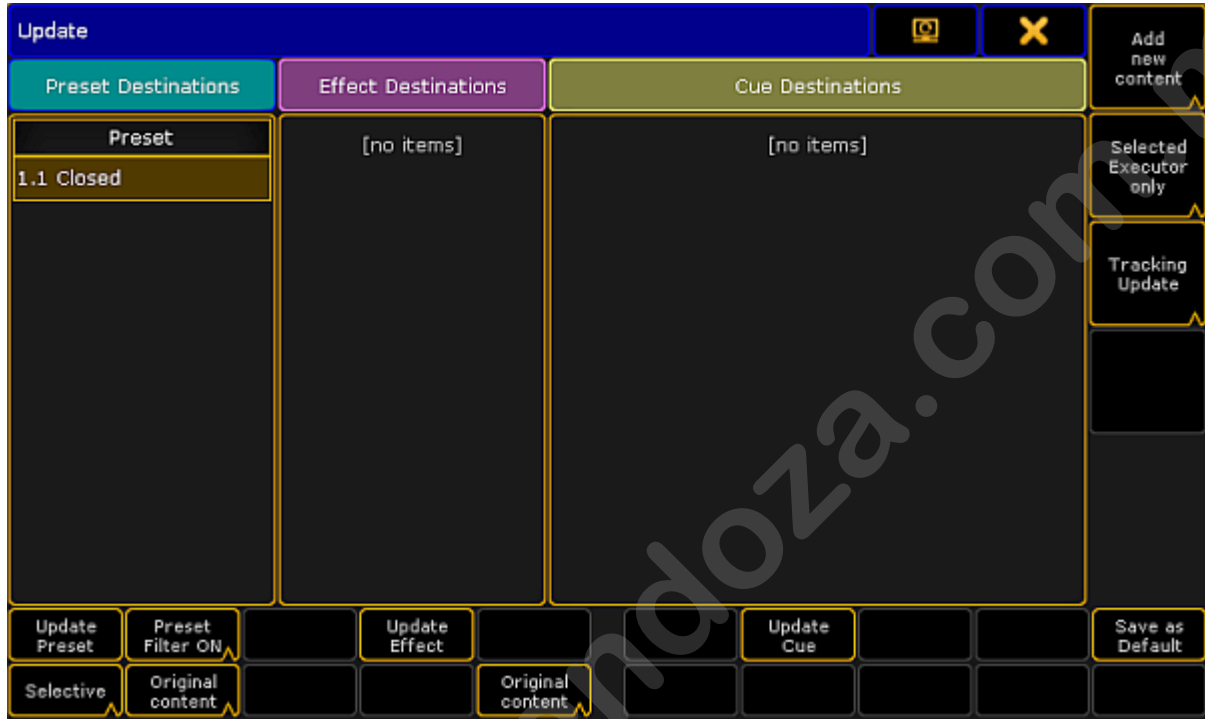 Update
Add
new
content
Preset Destinations
Effect Destinations
Cue Destinations
Preset
1.1 Closed
[no items]
[no items]
Selected
Executor
only
Tracking
Update
Update
Preset
Preset
Filter ON
Update
Effect
Update
Cue
Save as
Default
Selective
Original
content
Original
content
ndoza.com